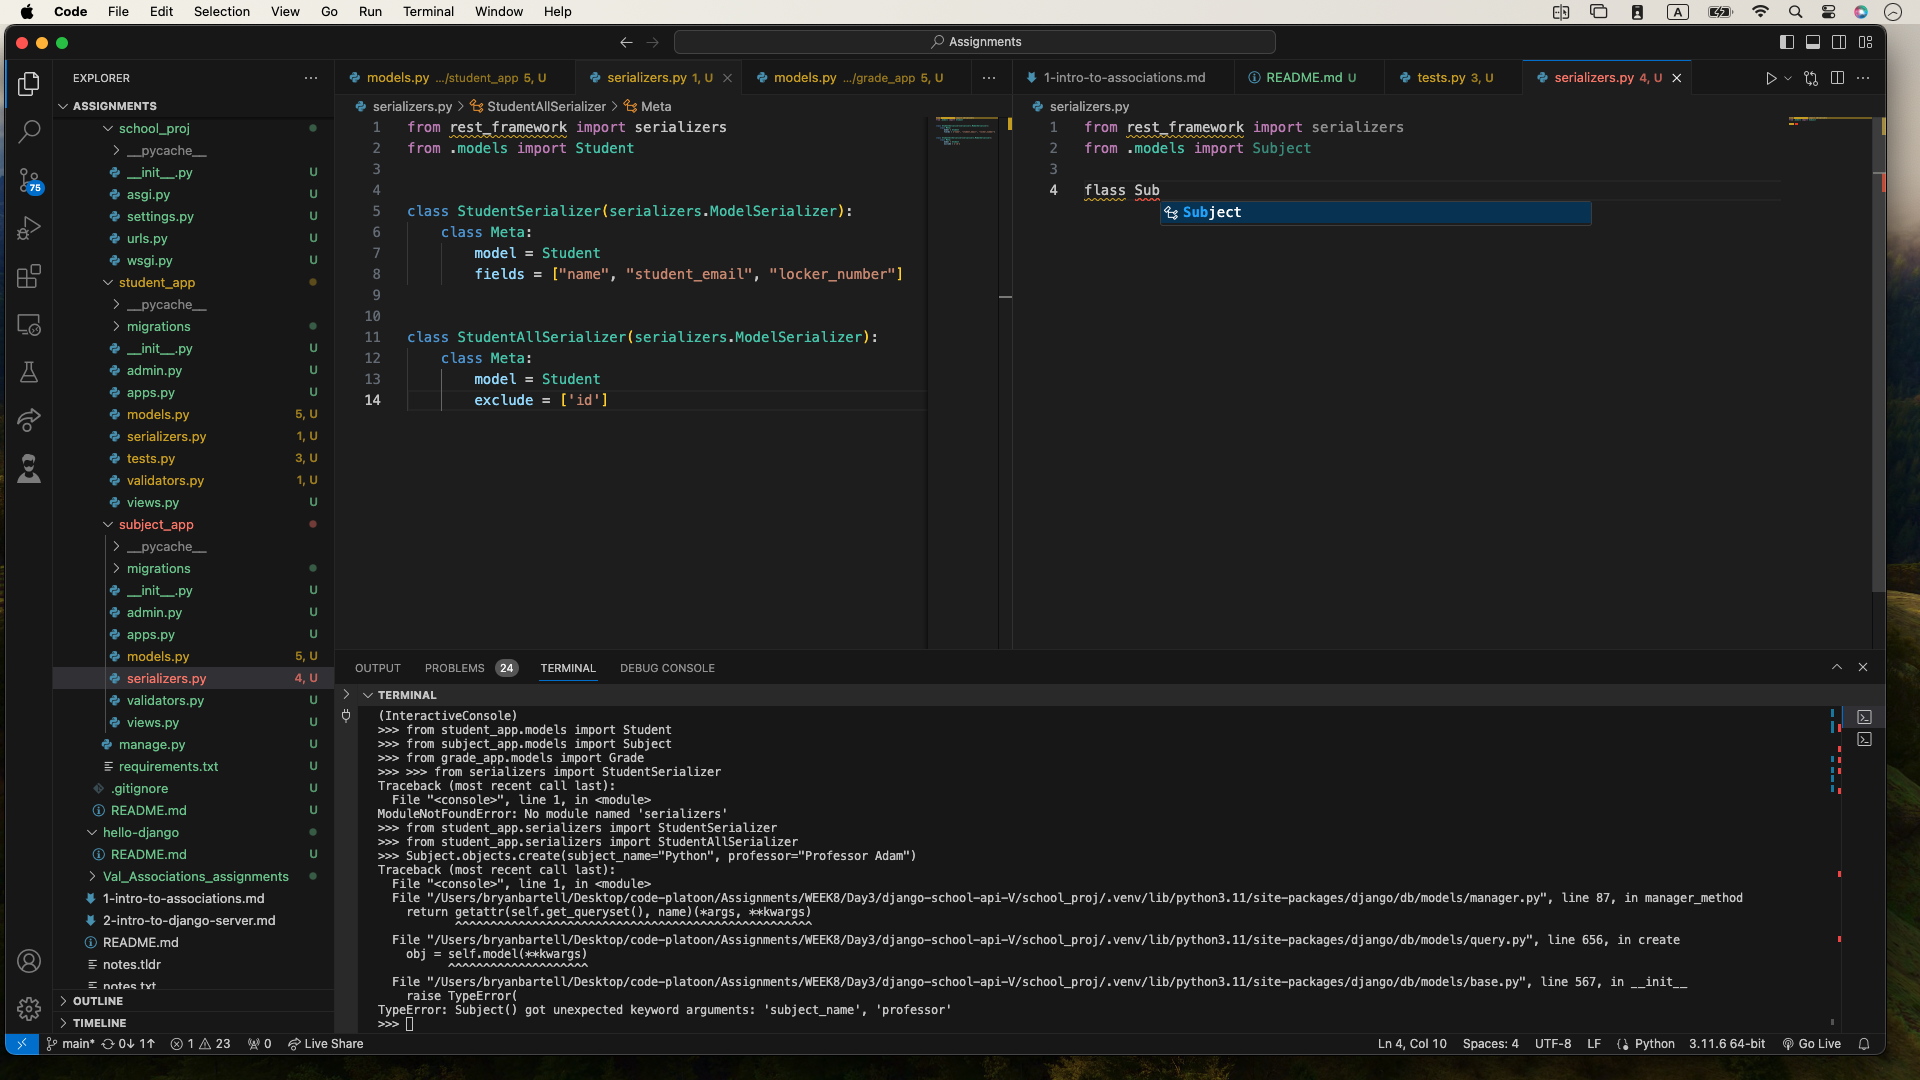 Code File Edit Selection View Go Run Terminal Window Help
A
Assignments
EXPLORER
ASSIGNMENTS
school_proj
__pycache__
__init__.py U
asgi.py U
settings.py U
urls.py U
wsgi.py U
student_app
__pycache__
migrations
__init__.py U
admin.py U
apps.py U
models.py 5, U
serializers.py 1, U
tests.py 3, U
validators.py 1, U
views.py U
subject_app
__pycache__
migrations
__init__.py U
admin.py U
apps.py U
models.py 5, U
serializers.py 4, U
validators.py U
views.py U
manage.py U
requirements.txt U
.gitignore U
README.md U
hello-django
README.md U
Val_Associations_assignments
1-intro-to-associations.md
2-intro-to-django-server.md
README.md
notes.tldr
notes.txt
OUTLINE
TIMELINE
75
models.py .../student_app 5, U serializers.py 1, U models.py .../grade_app 5, U
serializers.py > StudentAllSerializer > Meta
1 from rest_framework import serializers
2 from .models import Student
3
4
5 class StudentSerializer(serializers.ModelSerializer):
6 class Meta:
7 model = Student
8 fields = ["name", "student_email", "locker_number"]
9
10
11 class StudentAllSerializer(serializers.ModelSerializer):
12 class Meta:
13 model = Student
14 exclude = ['id']
1-intro-to-associations.md README.md U tests.py 3, U serializers.py 4, U
serializers.py
1 from rest_framework import serializers
2 from .models import Subject
3
4 flass Sub
Subject
OUTPUT PROBLEMS 24 TERMINAL DEBUG CONSOLE
TERMINAL
(InteractiveConsole)
>>> from student_app.models import Student
>>> from subject_app.models import Subject
>>> from grade_app.models import Grade
>>> >>> from serializers import StudentSerializer
Traceback (most recent call last):
File "<console>", line 1, in <module>
ModuleNotFoundError: No module named 'serializers'
>>> from student_app.serializers import StudentSerializer
>>> from student_app.serializers import StudentAllSerializer
>>> Subject.objects.create(subject_name="Python", professor="Professor Adam")
Traceback (most recent call last):
File "<console>", line 1, in <module>
File "/Users/bryanbartell/Desktop/code-platoon/Assignments/WEEK8/Day3/django-school-api-V/school_proj/.venv/lib/python3.11/site-packages/django/db/models/manager.py", line 87, in manager_method
return getattr(self.get_queryset(), name)(*args, **kwargs)
^^^^^^^^^^^^^^^^^^^^^^^^^^^^^^^^^^^^^^^^^^^^^^^^^^^
File "/Users/bryanbartell/Desktop/code-platoon/Assignments/WEEK8/Day3/django-school-api-V/school_proj/.venv/lib/python3.11/site-packages/django/db/models/query.py", line 656, in create
obj = self.model(**kwargs)
^^^^^^^^^^^^^^^^^^^^
File "/Users/bryanbartell/Desktop/code-platoon/Assignments/WEEK8/Day3/django-school-api-V/school_proj/.venv/lib/python3.11/site-packages/django/db/models/base.py", line 567, in __init__
raise TypeError(
TypeError: Subject() got unexpected keyword arguments: 'subject_name', 'professor'
>>>
main* 0↓ 1↑ 1 23 0 Live Share
Ln 4, Col 10 Spaces: 4 UTF-8 LF Python 3.11.6 64-bit Go Live